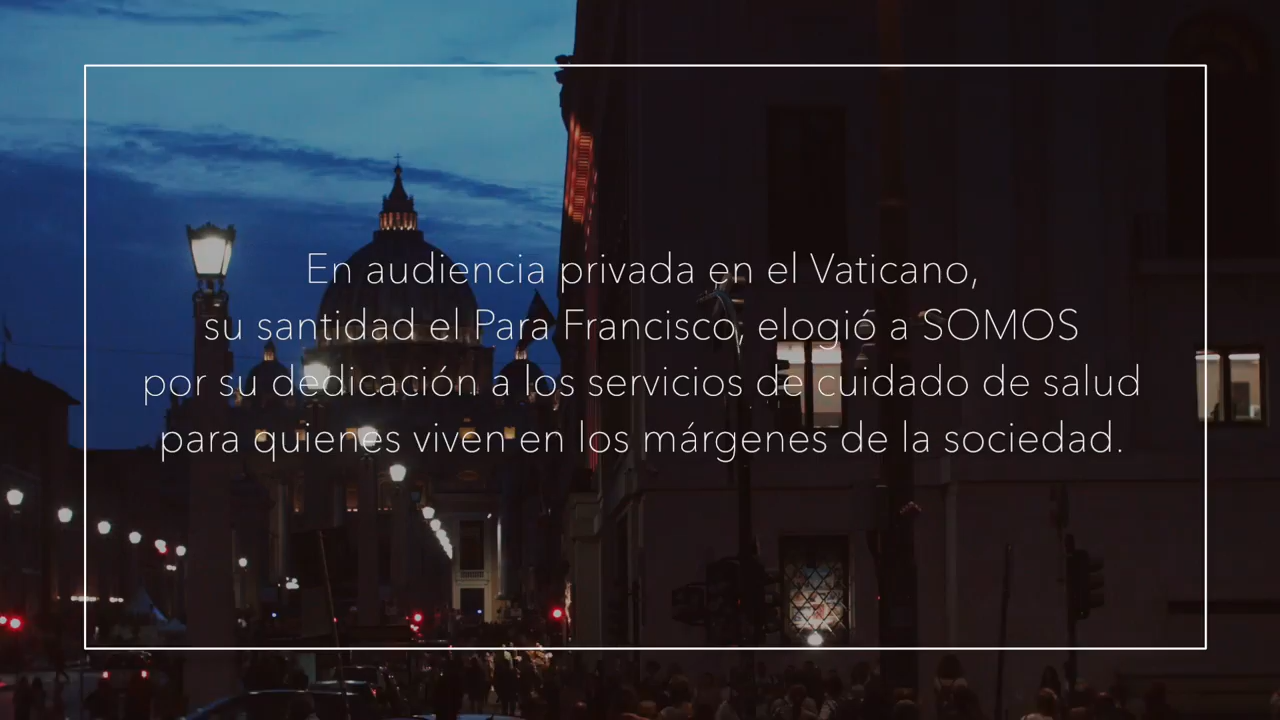 En audiencia privada en el Vaticano,
su santidad el Para Francisco, elogió a SOMOS
por su dedicación a los servicios de cuidado de salud
para quienes viven en los márgenes de la sociedad.